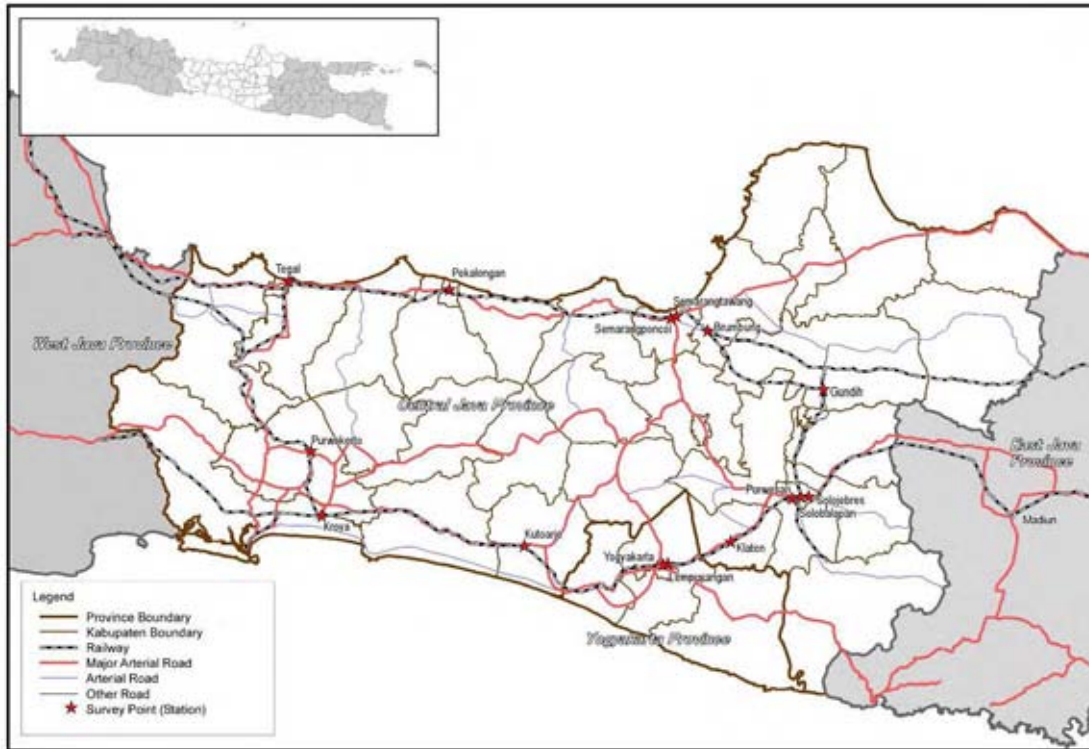 Tegal
Pekalongan
Semarangtawang
Semarangponcol
Brumbung
West Java Province
Gundih
Central Java Province
Purwokerto
East Java
Province
Purwosari
Solojebres
Solobalapan
Madiun
Kroya
Kutoarjo
Klaten
Yogyakarta
Lempuyangan
Yogyakarta Province
Legend
Province Boundary
Kabupaten Boundary
Railway
Major Arterial Road
Arterial Road
Other Road
Survey Point (Station)